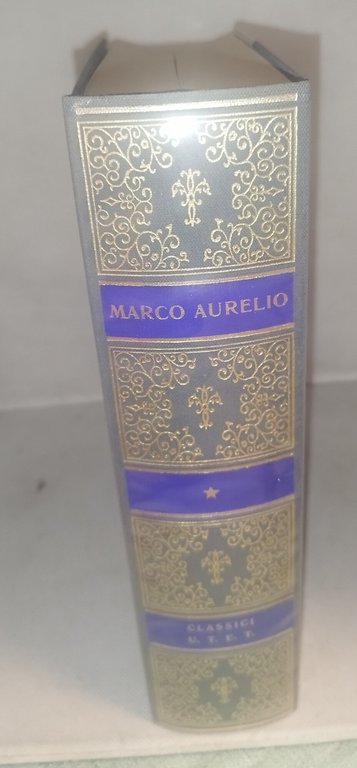 MARCO AURELIO
CLASSICI
U. T. E. T.